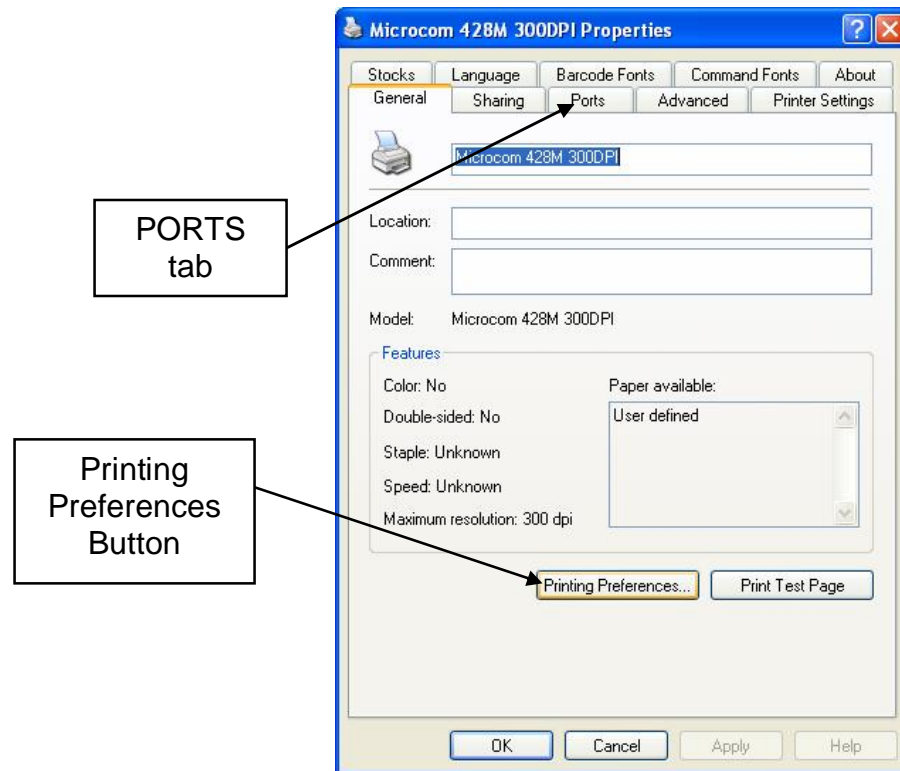 Microcom 428M 300DPI Properties
Stocks Language Barcode Fonts Command Fonts About
General Sharing Ports Advanced Printer Settings
Microcom 428M 300DPI
PORTS
tab
Location:
Comment:
Model: Microcom 428M 300DPI
Features
Color: No Paper available:
Double-sided: No User defined
Staple: Unknown
Speed: Unknown
Maximum resolution: 300 dpi
Printing
Preferences
Button
Printing Preferences... Print Test Page
OK Cancel Apply Help